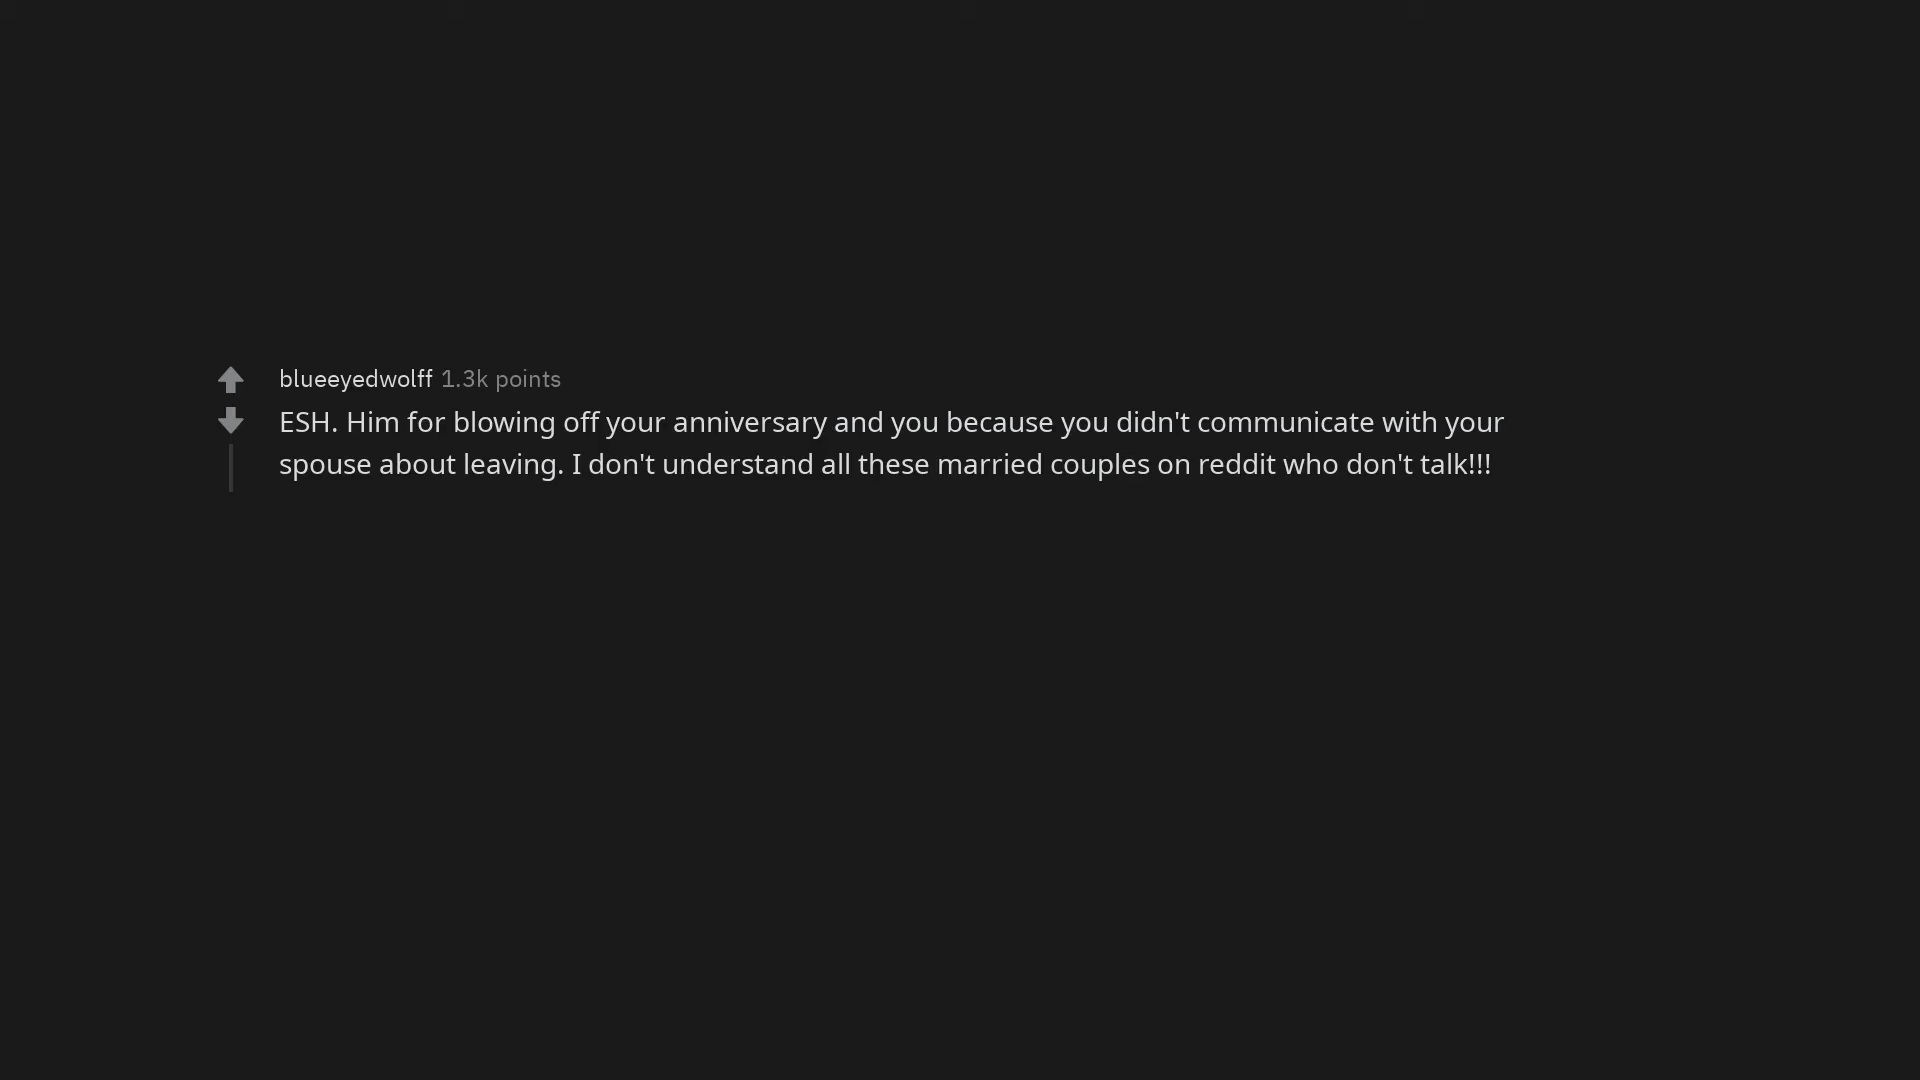 blueeyedwolff 1.3k points
ESH. Him for blowing off your anniversary and you because you didn't communicate with your
spouse about leaving. I don't understand all these married couples on reddit who don't talk!!!